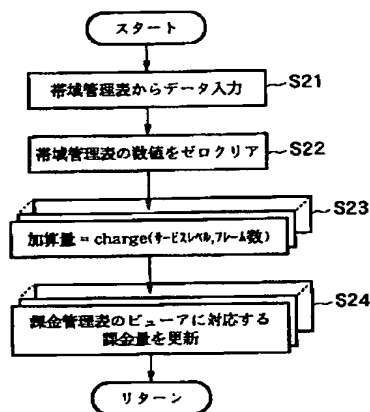 スタート
帯域管理表からデータ入力
S21
帯域管理表の数値をゼロクリア
S22
S23
加算量 = charge(サービスレベル,フレーム数)
S24
課金管理表のビューアに対応する
課金量を更新
リターン